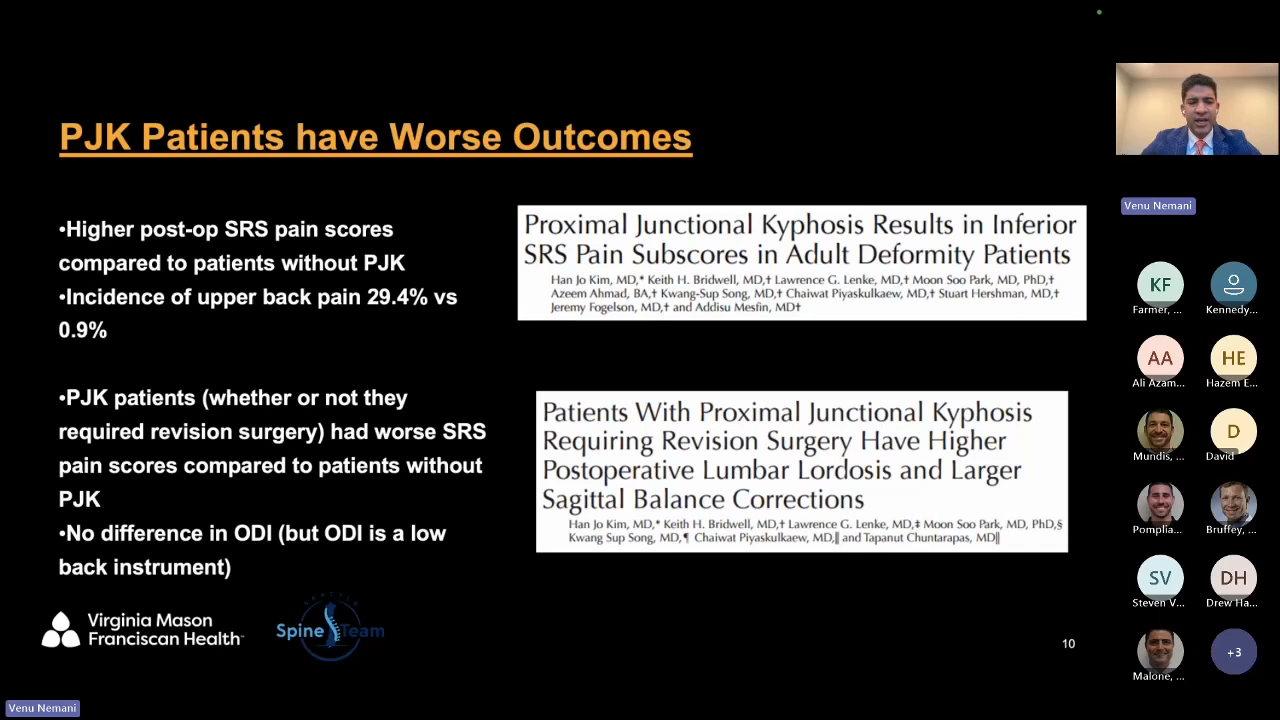 PJK Patients have Worse Outcomes
•Higher post-op SRS pain scores
compared to patients without PJK
•Incidence of upper back pain 29.4% vs
0.9%
•PJK patients (whether or not they
required revision surgery) had worse SRS
pain scores compared to patients without
PJK
•No difference in ODI (but ODI is a low
back instrument)
Proximal Junctional Kyphosis Results in Inferior
SRS Pain Subscores in Adult Deformity Patients
Han Jo Kim, MD,* Keith H. Bridwell, MD,† Lawrence G. Lenke, MD,† Moon Soo Park, MD, PhD,†
Azeem Ahmad, BA,† Kwang-Sup Song, MD,† Chaiwat Piyaskulkaew, MD,† Stuart Hershman, MD,†
Jeremy Fogelson, MD,† and Addisu Mesfin, MD†
Patients With Proximal Junctional Kyphosis
Requiring Revision Surgery Have Higher
Postoperative Lumbar Lordosis and Larger
Sagittal Balance Corrections
Han Jo Kim, MD,* Keith H. Bridwell, MD,† Lawrence G. Lenke, MD,‡ Moon Soo Park, MD, PhD,§
Kwang Sup Song, MD,¶ Chaiwat Piyaskulkaew, MD,‖ and Tapanut Chuntarapas, MD‖
Virginia Mason
Franciscan Health
SEATTLE
Spine Team
10
Venu Nemani
Venu Nemani
KF
Farmer, ...
Kennedy...
AA
Ali Azam...
HE
Hazem E...
Mundis, ...
D
David
Pomplia...
Bruffey, ...
SV
Steven V...
DH
Drew Ha...
Malone, ...
+3